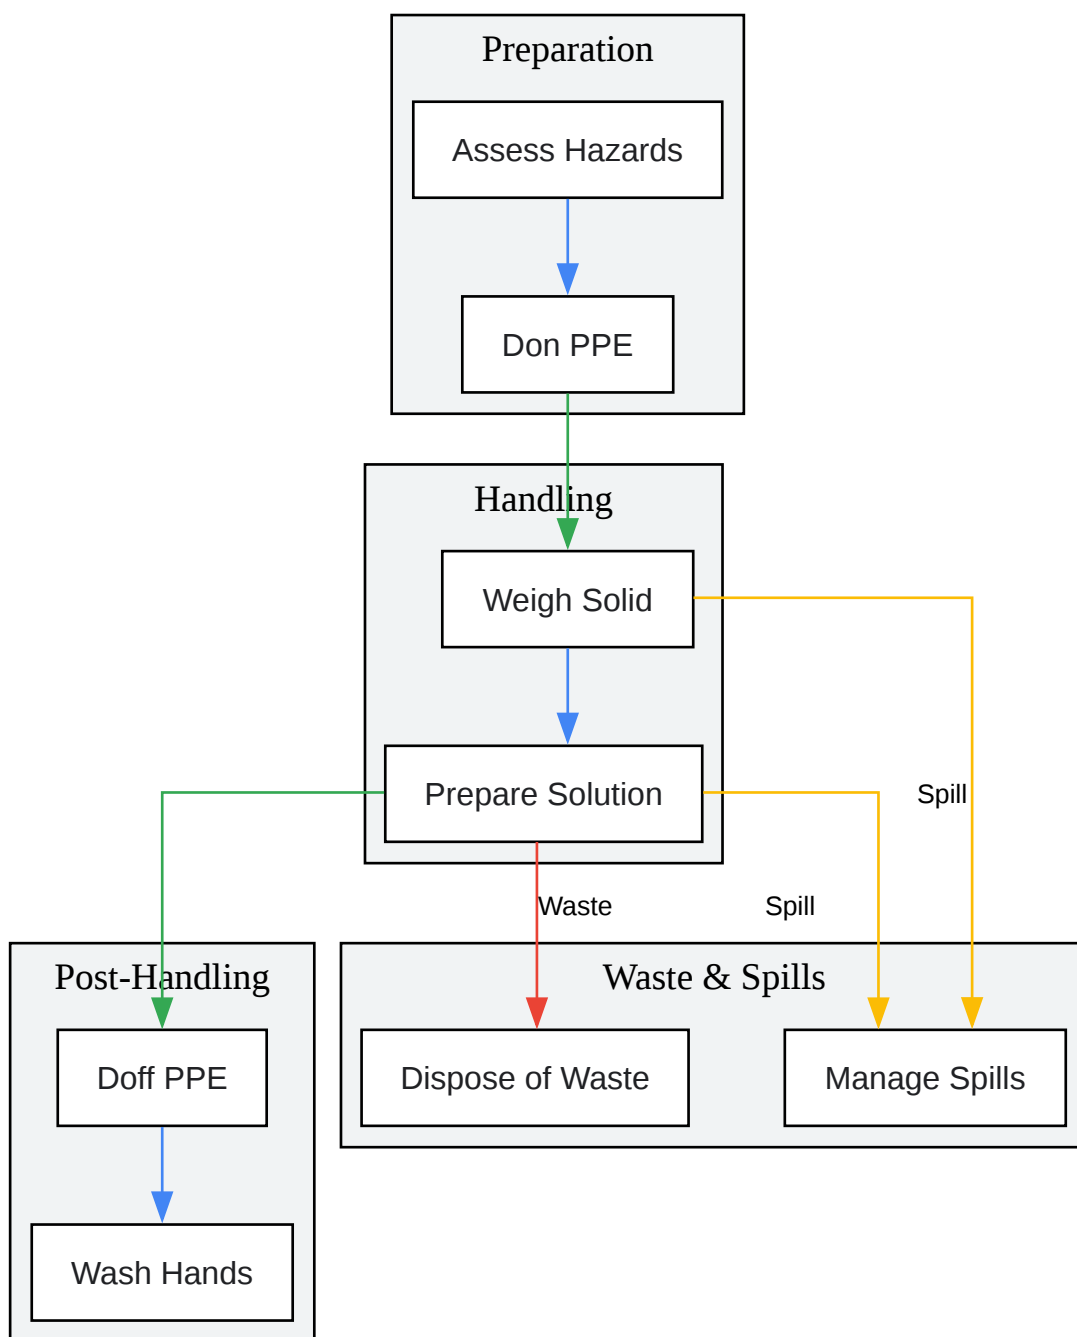 Preparation
Assess Hazards
Don PPE
Handling
Weigh Solid
Prepare Solution
Spill
Waste
Spill
Post-Handling
Waste & Spills
Doff PPE
Dispose of Waste
Manage Spills
Wash Hands